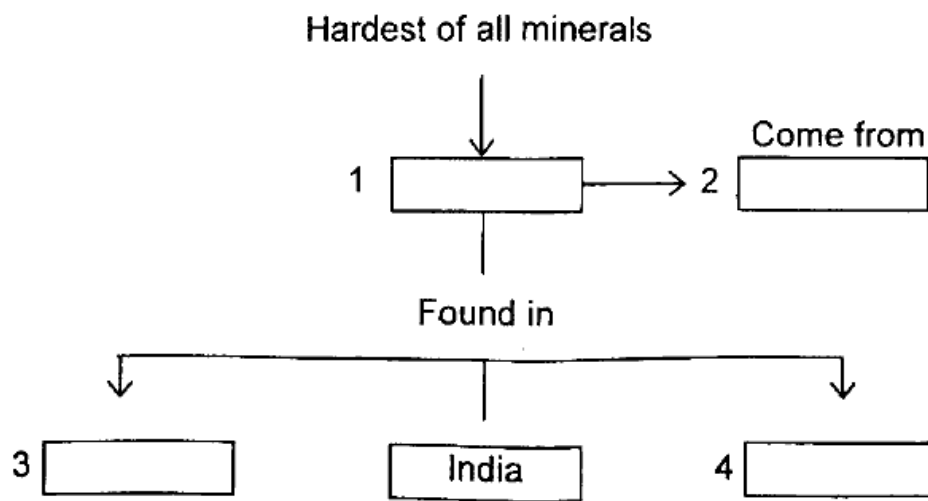 Hardest of all minerals
Come from
1
2
Found in
3
India
4